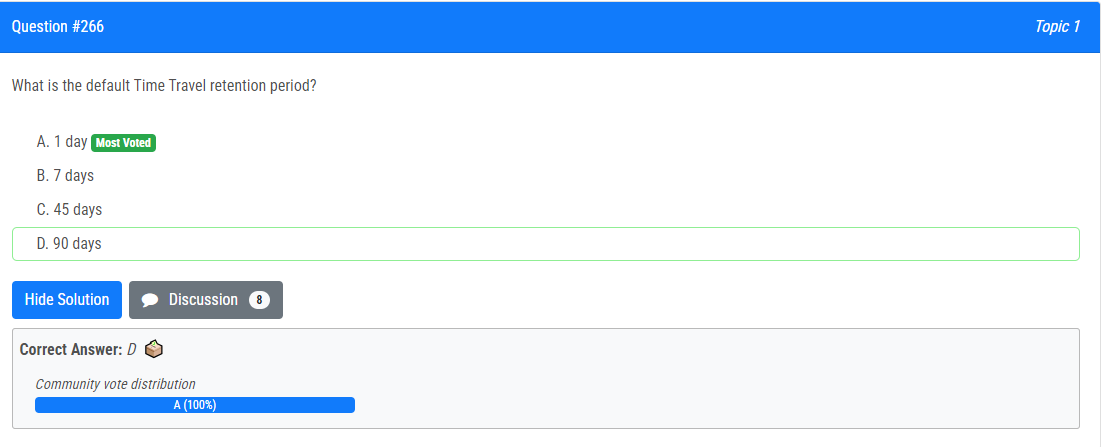 Question #266
Topic 1
What is the default Time Travel retention period?
A. 1 day Most Voted
B. 7 days
C. 45 days
D. 90 days
Hide Solution
Discussion 8
Correct Answer: D
Community vote distribution
A (100%)